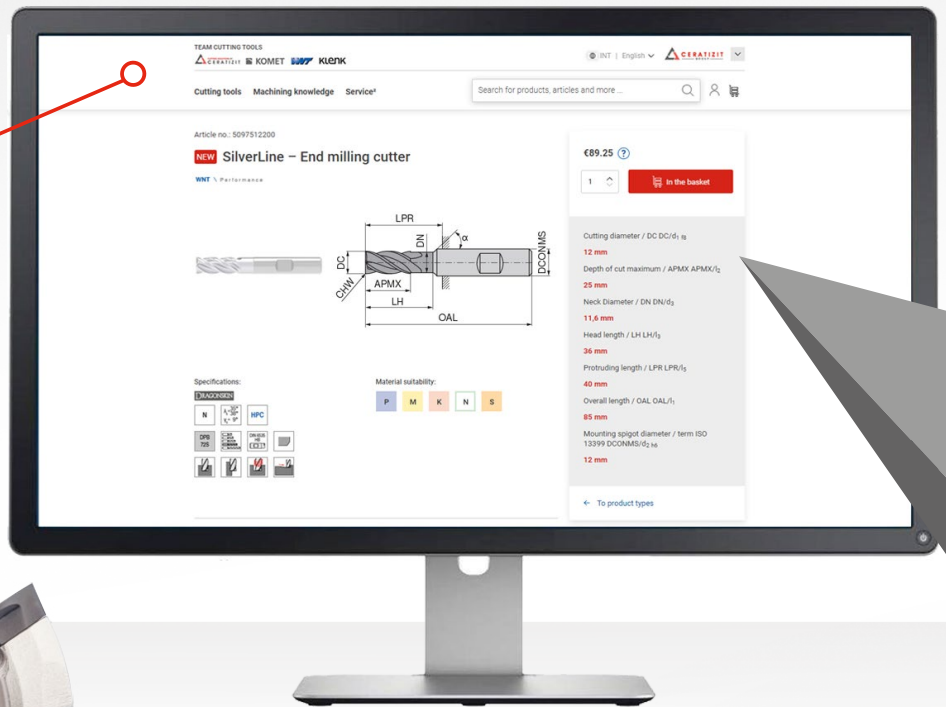 TEAM CUTTING TOOLS
CERATIZIT KOMET WNT KLENK
INT | English
CERATIZIT
Cutting tools Machining knowledge Service⁺
Search for products, articles and more ...
Article no.: 5097512200
NEW SilverLine – End milling cutter
WNT \ Performance
LPR
DN
α
DC
DCONMS
CHW
APMX
LH
OAL
Specifications:
DRAGONSKIN
N
HPC
DPB
72S
Material suitability:
P M K N S
€89.25 ?
1
In the basket
Cutting diameter / DC DC/d₁ f8
12 mm
Depth of cut maximum / APMX APMX/l₂
25 mm
Neck Diameter / DN DN/d₃
11,6 mm
Head length / LH LH/l₃
36 mm
Protruding length / LPR LPR/l₅
40 mm
Overall length / OAL OAL/l₁
85 mm
Mounting spigot diameter / term ISO
13399 DCONMS/d₂ h6
12 mm
← To product types